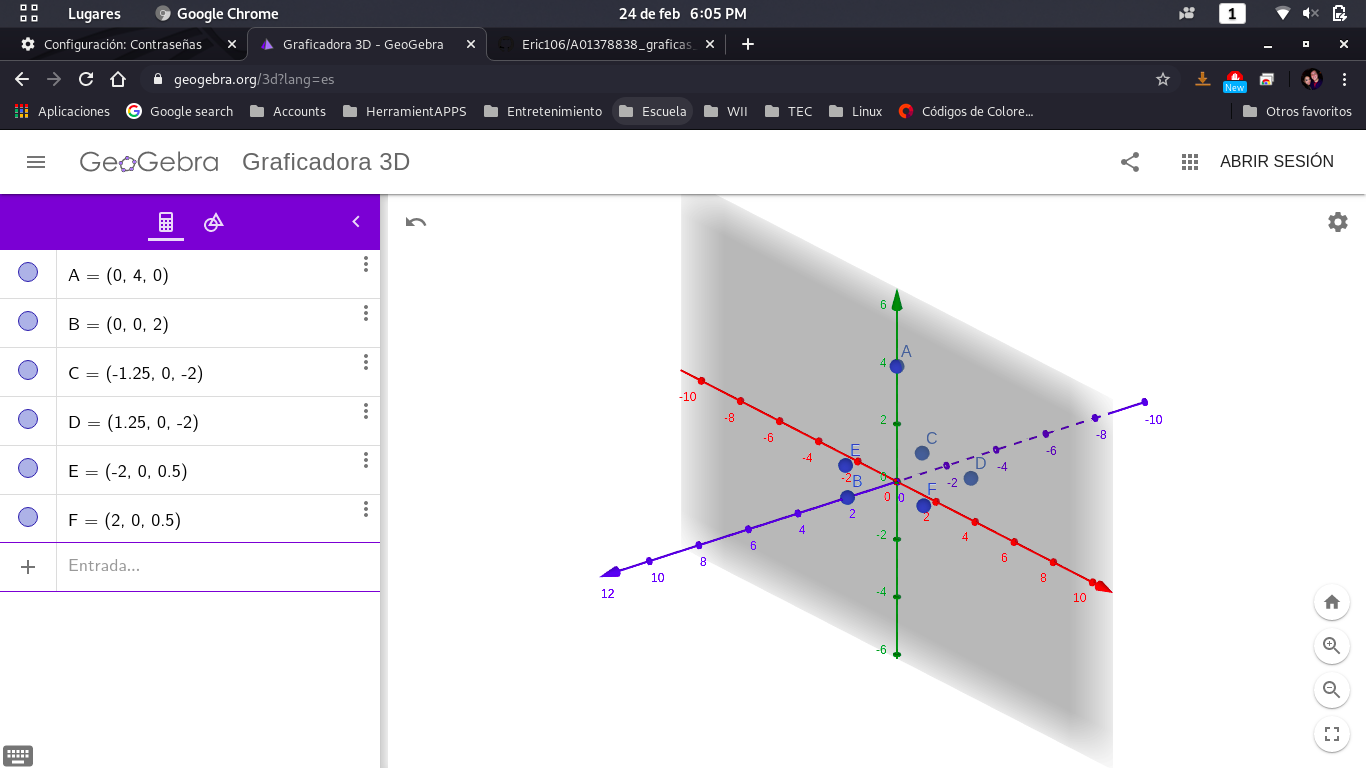 Lugares Google Chrome 24 de feb 6:05 PM 1
Configuración: Contraseñas Graficadora 3D - GeoGebra Eric106/A01378838_graficas_
geogebra.org/3d?lang=es New
Aplicaciones Google search Accounts HerramientAPPS Entretenimiento Escuela WII TEC Linux Códigos de Colore... Otros favoritos
GeoGebra Graficadora 3D ABRIR SESIÓN
A = (0, 4, 0)
B = (0, 0, 2)
C = (-1.25, 0, -2)
D = (1.25, 0, -2)
E = (-2, 0, 0.5)
F = (2, 0, 0.5)
Entrada...
6
A
4
-10
-10
-8
2
-8
-6
C
-6
-4
E
D
-4
-2
0
B
-2
F
0
0
2
2
4
4
-2
6
6
8
8
10
10
12
-4
-6